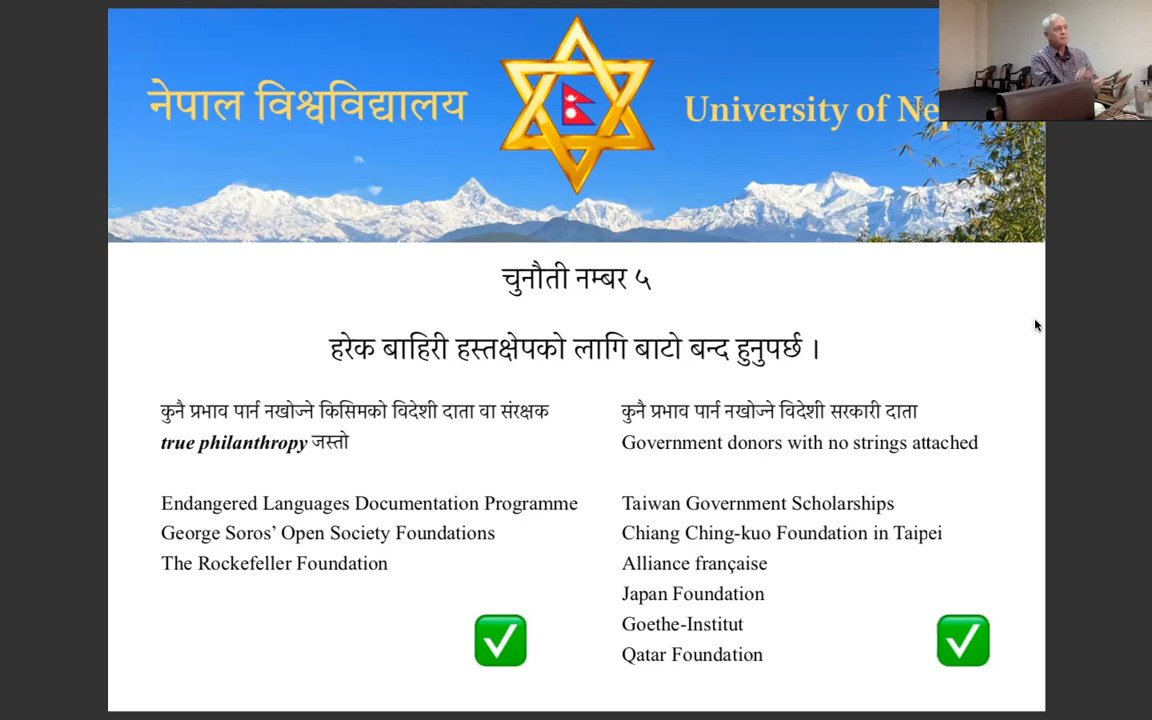 नेपाल विश्वविद्यालय
University of Nep
चुनौती नम्बर ५
हरेक बाहिरी हस्तक्षेपको लागि बाटो बन्द हुनुपर्छ ।
कुनै प्रभाव पार्न नखोज्ने किसिमको विदेशी दाता वा संरक्षक
true philanthropy जस्तो
Endangered Languages Documentation Programme
George Soros’ Open Society Foundations
The Rockefeller Foundation
कुनै प्रभाव पार्न नखोज्ने विदेशी सरकारी दाता
Government donors with no strings attached
Taiwan Government Scholarships
Chiang Ching-kuo Foundation in Taipei
Alliance française
Japan Foundation
Goethe-Institut
Qatar Foundation